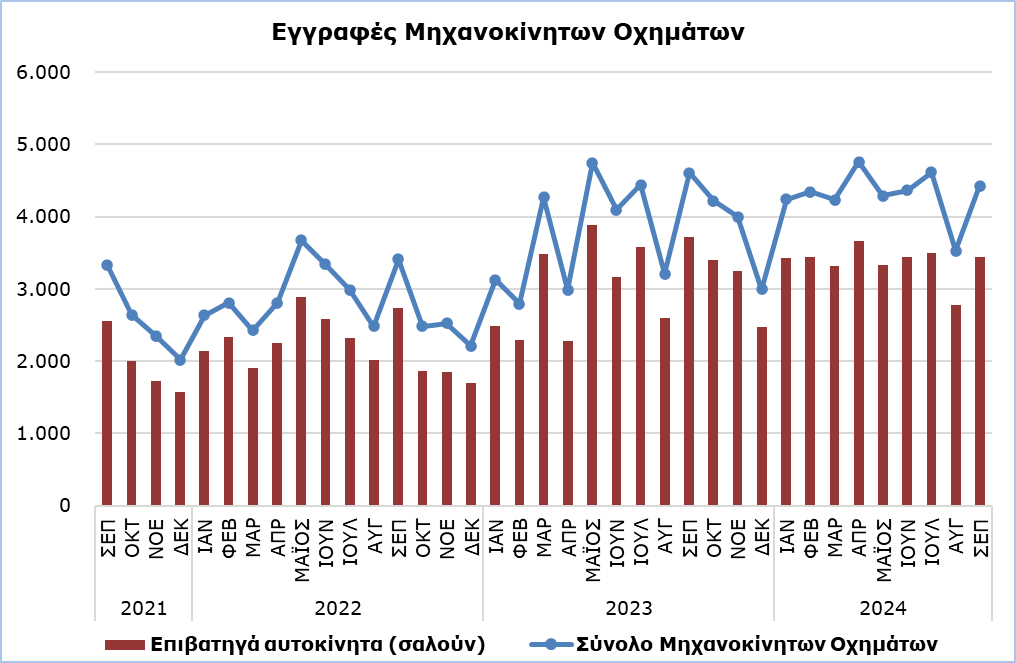 Εγγραφές Μηχανοκίνητων Οχημάτων
6.000
5.000
4.000
3.000
2.000
1.000
0
ΣΕΠ ΟΚΤ ΝΟΕ ΔΕΚ ΙΑΝ ΦΕΒ ΜΑΡ ΑΠΡ ΜΑΪΟΣ ΙΟΥΝ ΙΟΥΛ ΑΥΓ ΣΕΠ ΟΚΤ ΝΟΕ ΔΕΚ ΙΑΝ ΦΕΒ ΜΑΡ ΑΠΡ ΜΑΪΟΣ ΙΟΥΝ ΙΟΥΛ ΑΥΓ ΣΕΠ ΟΚΤ ΝΟΕ ΔΕΚ ΙΑΝ ΦΕΒ ΜΑΡ ΑΠΡ ΜΑΪΟΣ ΙΟΥΝ ΙΟΥΛ ΑΥΓ ΣΕΠ
2021 2022 2023 2024
Επιβατηγά αυτοκίνητα (σαλούν) Σύνολο Μηχανοκίνητων Οχημάτων